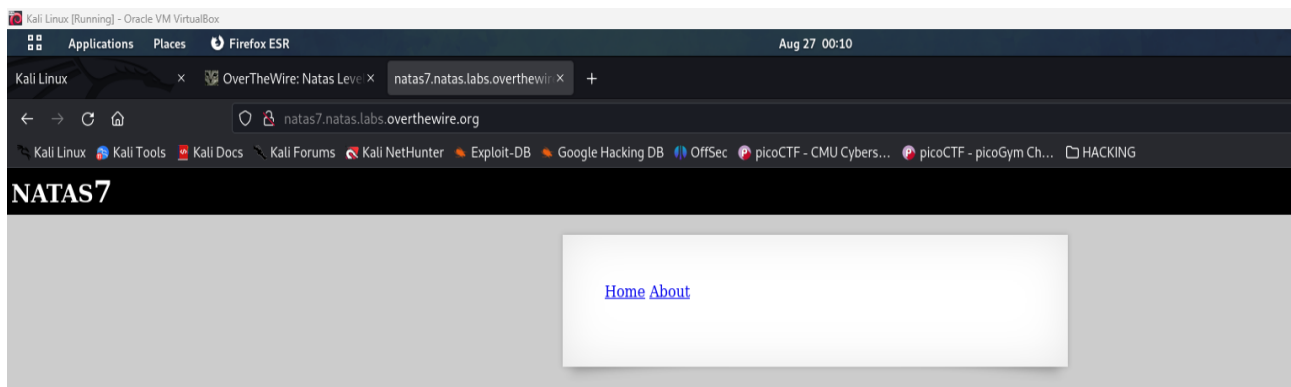 Kali Linux [Running] - Oracle VM VirtualBox
Applications Places Firefox ESR Aug 27 00:10
Kali Linux × OverTheWire: Natas Level × natas7.natas.labs.overthewir × +
natas7.natas.labs.overthewire.org
Kali Linux Kali Tools Kali Docs Kali Forums Kali NetHunter Exploit-DB Google Hacking DB OffSec picoCTF - CMU Cybers... picoCTF - picoGym Ch... HACKING
NATAS7
Home About